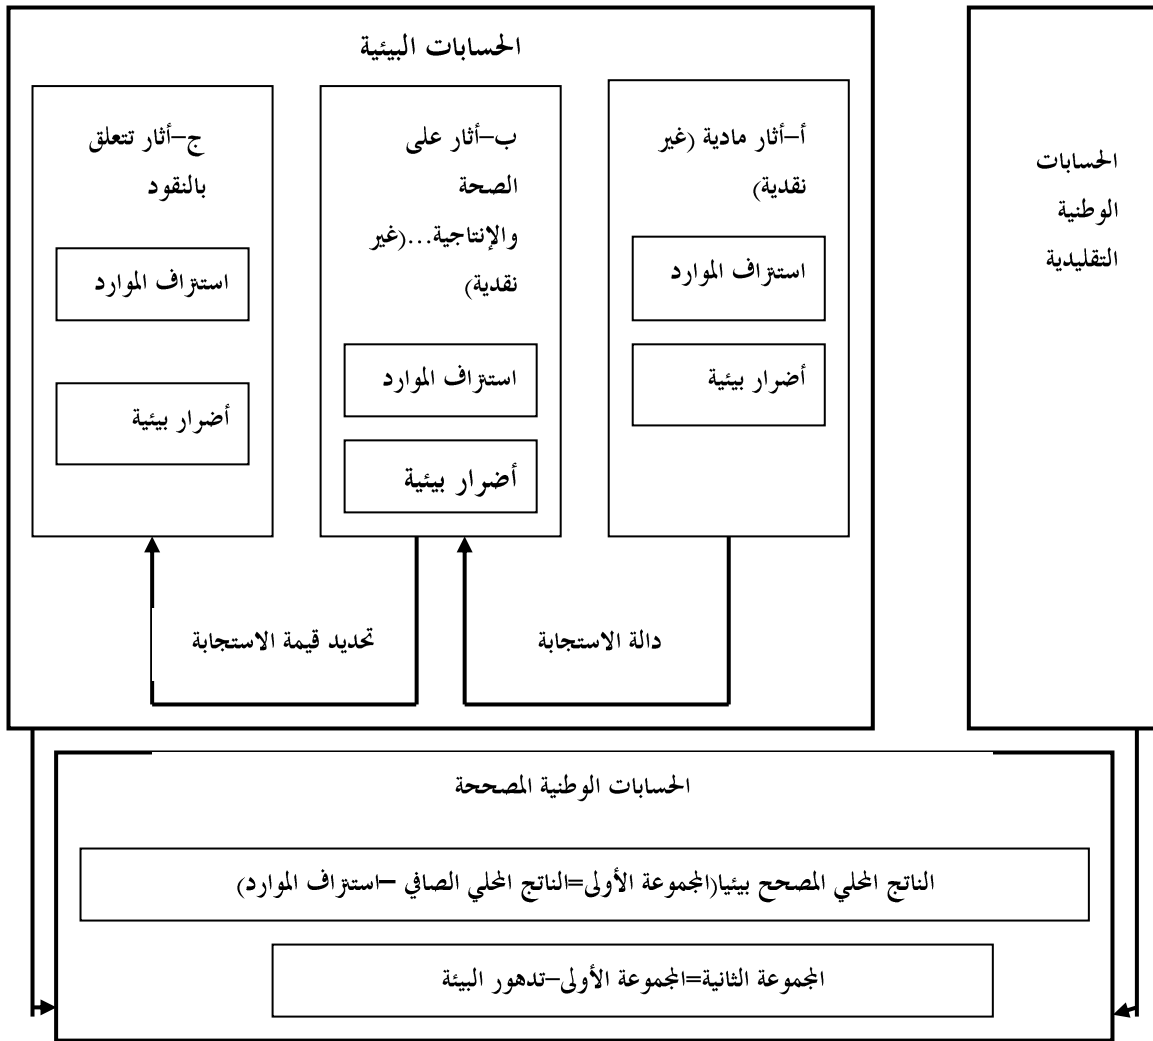 الحسابات البيئية
أ-أثار مادية (غير
نقدية)
استنزاف الموارد
أضرار بيئية
ب-أثار على
الصحة
والإنتاجية...(غير
نقدية)
استنزاف الموارد
أضرار بيئية
ج-أثار تتعلق
بالنقود
استنزاف الموارد
أضرار بيئية
دالة الاستجابة
تحديد قيمة الاستجابة
الحسابات
الوطنية
التقليدية
الحسابات الوطنية المصححة
الناتج المحلي المصحح بيئيا(المجموعة الأولى=الناتج المحلي الصافي –استنزاف الموارد)
المجموعة الثانية=المجموعة الأولى-تدهور البيئة